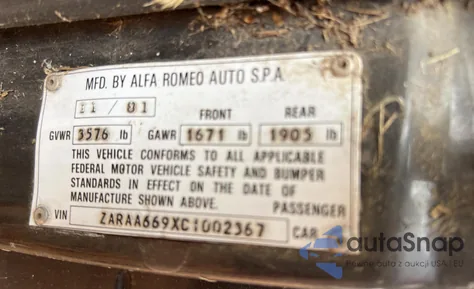 MFD. BY ALFA ROMEO AUTO S.P.A
11 / 81
FRONT REAR
GVWR 3576 lb GAWR 1671 lb 1905 lb
THIS VEHICLE CONFORMS TO ALL APPLICABLE
FEDERAL MOTOR VEHICLE SAFETY AND BUMPER
STANDARDS IN EFFECT ON THE DATE OF
MANUFACTURE SHOWN ABOVE. PASSENGER
VIN ZARAA669XC1002367 CAR
autoSnap